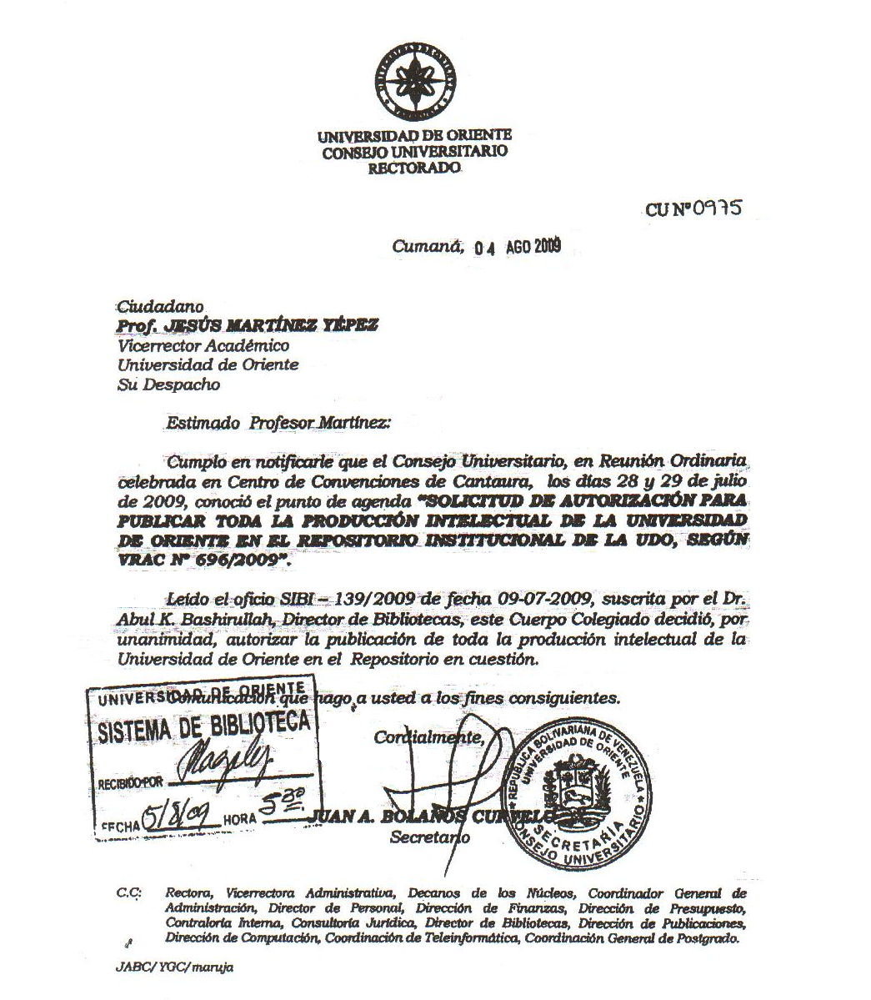 UNIVERSIDAD DE ORIENTE
CONSEJO UNIVERSITARIO
RECTORADO
CU Nº 0975
Cumaná, 04 AGO 2009
Ciudadano
Prof. JESÚS MARTÍNEZ YÉPEZ
Vicerrector Académico
Universidad de Oriente
Su Despacho
Estimado Profesor Martínez:
Cumplo en notificarle que el Consejo Universitario, en Reunión Ordinaria
celebrada en Centro de Convenciones de Cantaura, los días 28 y 29 de julio
de 2009, conoció el punto de agenda "SOLICITUD DE AUTORIZACIÓN PARA
PUBLICAR TODA LA PRODUCCIÓN INTELECTUAL DE LA UNIVERSIDAD
DE ORIENTE EN EL REPOSITORIO INSTITUCIONAL DE LA UDO, SEGÚN
VRAC Nº 696/2009".
Leído el oficio SIBI – 139/2009 de fecha 09-07-2009, suscrita por el Dr.
Abul K. Bashirullah, Director de Bibliotecas, este Cuerpo Colegiado decidió, por
unanimidad, autorizar la publicación de toda la producción intelectual de la
Universidad de Oriente en el Repositorio en cuestión.
Comunicación que hago a usted a los fines consiguientes.
UNIVERSIDAD DE ORIENTE
SISTEMA DE BIBLIOTECA
RECIBIDO POR
FECHA 5/8/09 HORA 5:30
Cordialmente,
JUAN A. BOLAÑOS CURVELO
Secretario
REPÚBLICA BOLIVARIANA DE VENEZUELA
UNIVERSIDAD DE ORIENTE
SECRETARÍA
CONSEJO UNIVERSITARIO
C.C: Rectora, Vicerrectora Administrativa, Decanos de los Núcleos, Coordinador General de
Administración, Director de Personal, Dirección de Finanzas, Dirección de Presupuesto,
Contraloría Interna, Consultoría Jurídica, Director de Bibliotecas, Dirección de Publicaciones,
Dirección de Computación, Coordinación de Teleinformática, Coordinación General de Postgrado.
JABC/YGC/maruja